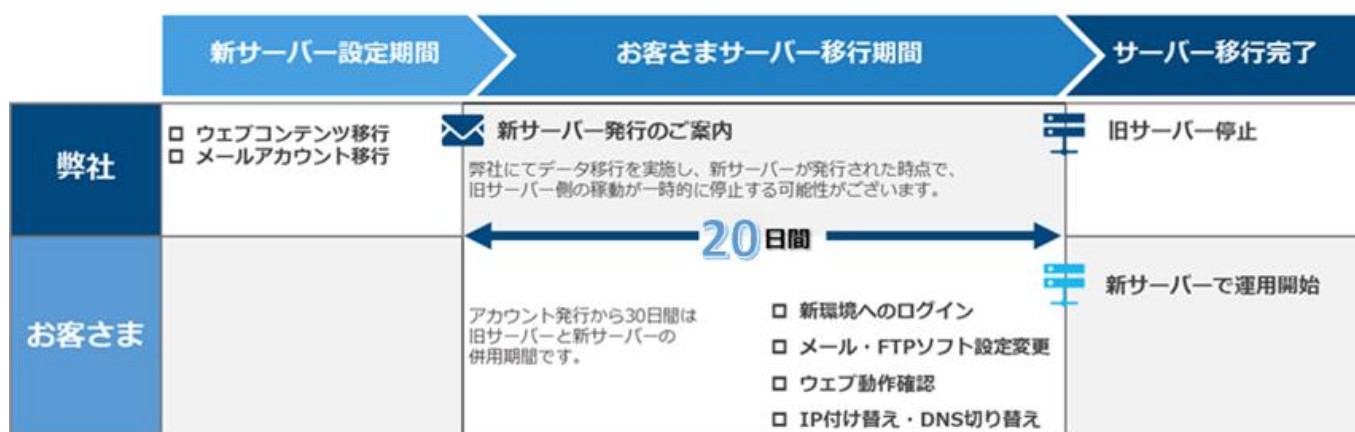 新サーバー設定期間
お客さまサーバー移行期間
サーバー移行完了
弊社
ウェブコンテンツ移行
メールアカウント移行
新サーバー発行のご案内
弊社にてデータ移行を実施し、新サーバーが発行された時点で、
旧サーバー側の稼動が一時的に停止する可能性がございます。
旧サーバー停止
20日間
お客さま
アカウント発行から30日間は
旧サーバーと新サーバーの
併用期間です。
新環境へのログイン
メール・FTPソフト設定変更
ウェブ動作確認
IP付け替え・DNS切り替え
新サーバーで運用開始